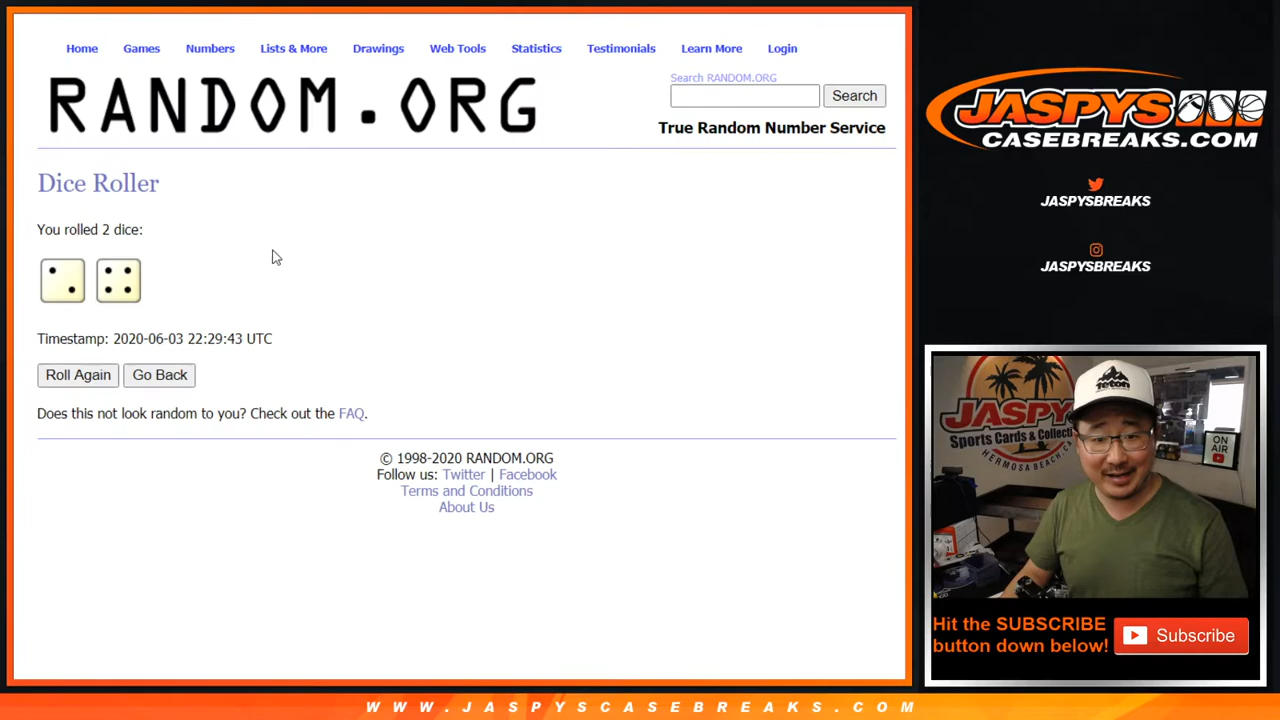 Home Games Numbers Lists & More Drawings Web Tools Statistics Testimonials Learn More Login
RANDOM.ORG
Search RANDOM.ORG
Search
True Random Number Service
Dice Roller
You rolled 2 dice:
Timestamp: 2020-06-03 22:29:43 UTC
Roll Again Go Back
Does this not look random to you? Check out the FAQ.
© 1998-2020 RANDOM.ORG
Follow us: Twitter | Facebook
Terms and Conditions
About Us
JASPYS
CASEBREAKS.COM
JASPYSBREAKS
JASPYSBREAKS
JASPY
Sports Cards & Collecti
HERMOSA BEACH, CA
Teton
ON
AIR
Hit the SUBSCRIBE
button down below!
Subscribe
WWW.JASPYSCASEBREAKS.COM